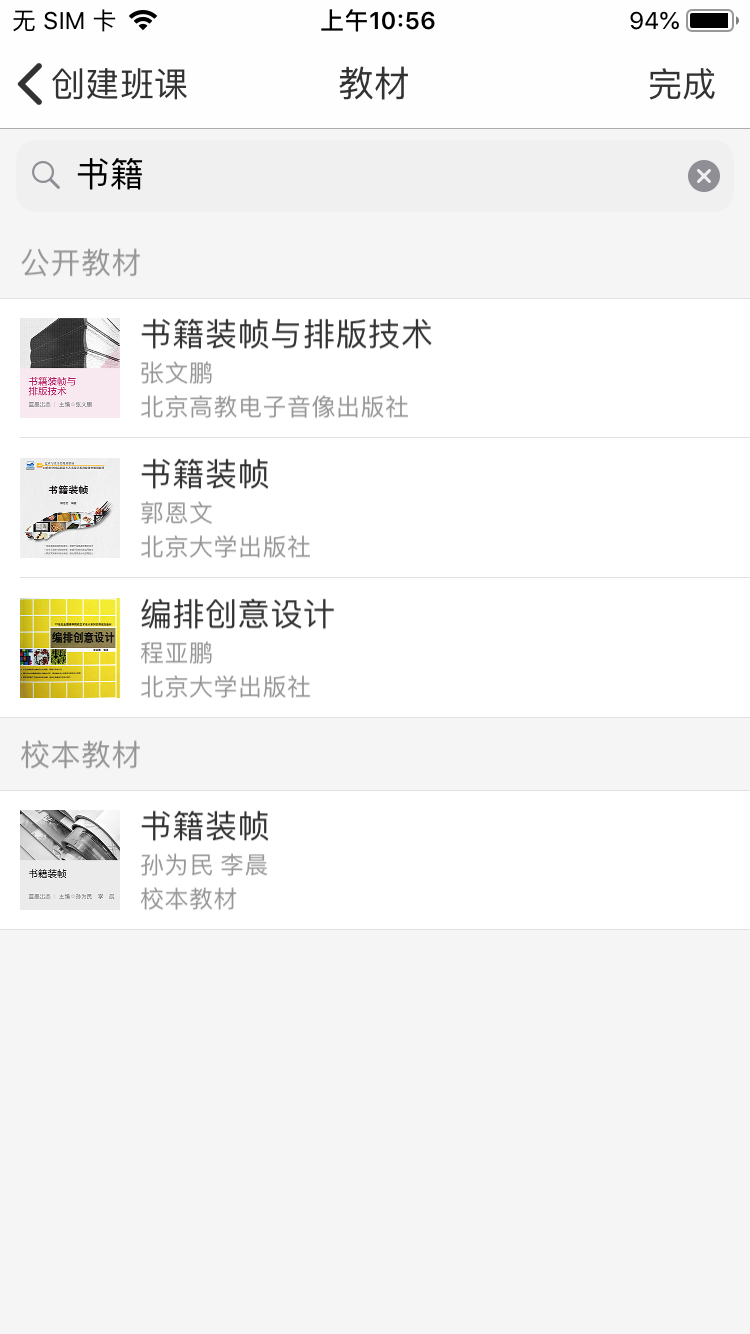 无 SIM 卡
上午10:56
94%
创建班课
教材
完成
书籍
公开教材
书籍装帧与
排版技术
书籍装帧与排版技术
张文鹏
北京高教电子音像出版社
书籍装帧
书籍装帧
郭恩文
北京大学出版社
编排创意设计
编排创意设计
程亚鹏
北京大学出版社
校本教材
书籍装帧
书籍装帧
孙为民 李晨
校本教材